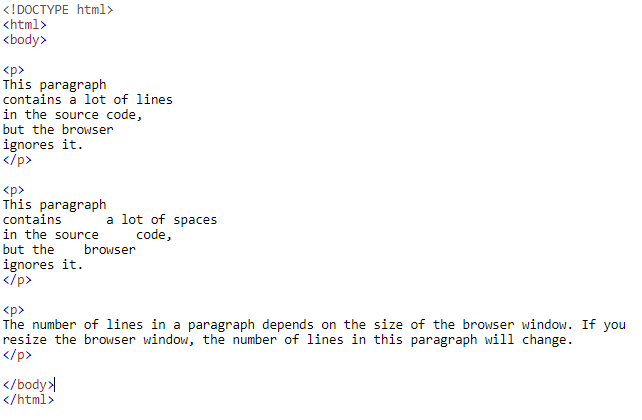 <!DOCTYPE html>
<html>
<body>

<p>
This paragraph
contains a lot of lines
in the source code,
but the browser
ignores it.
</p>

<p>
This paragraph
contains      a lot of spaces
in the source     code,
but the    browser
ignores it.
</p>

<p>
The number of lines in a paragraph depends on the size of the browser window. If you
resize the browser window, the number of lines in this paragraph will change.
</p>

</body>
</html>